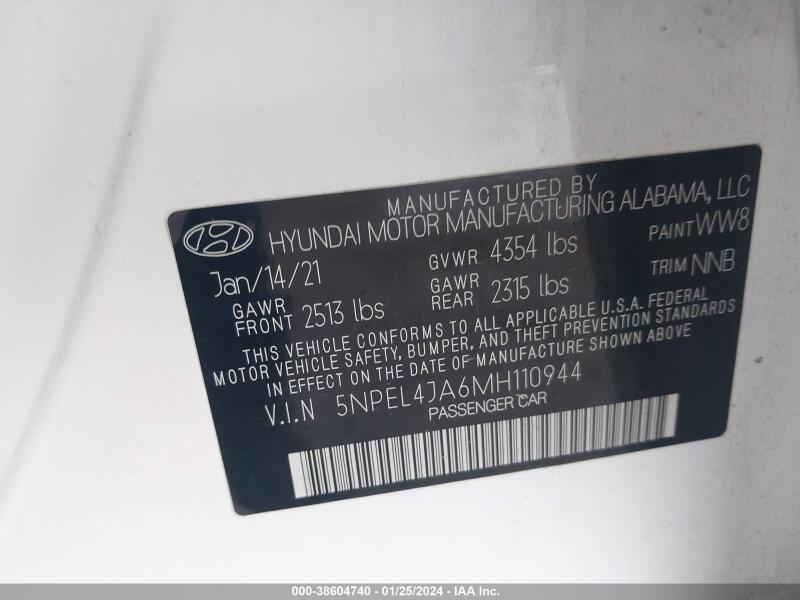 MANUFACTURED BY
HYUNDAI MOTOR MANUFACTURING ALABAMA, LLC
Jan/14/21 GVWR 4354 lbs PAINT WW8
GAWR FRONT 2513 lbs GAWR REAR 2315 lbs TRIM NNB
THIS VEHICLE CONFORMS TO ALL APPLICABLE U.S.A. FEDERAL
MOTOR VEHICLE SAFETY, BUMPER, AND THEFT PREVENTION STANDARDS
IN EFFECT ON THE DATE OF MANUFACTURE SHOWN ABOVE
V.I.N 5NPEL4JA6MH110944
PASSENGER CAR
000-38604740 - 01/25/2024 - IAA Inc.